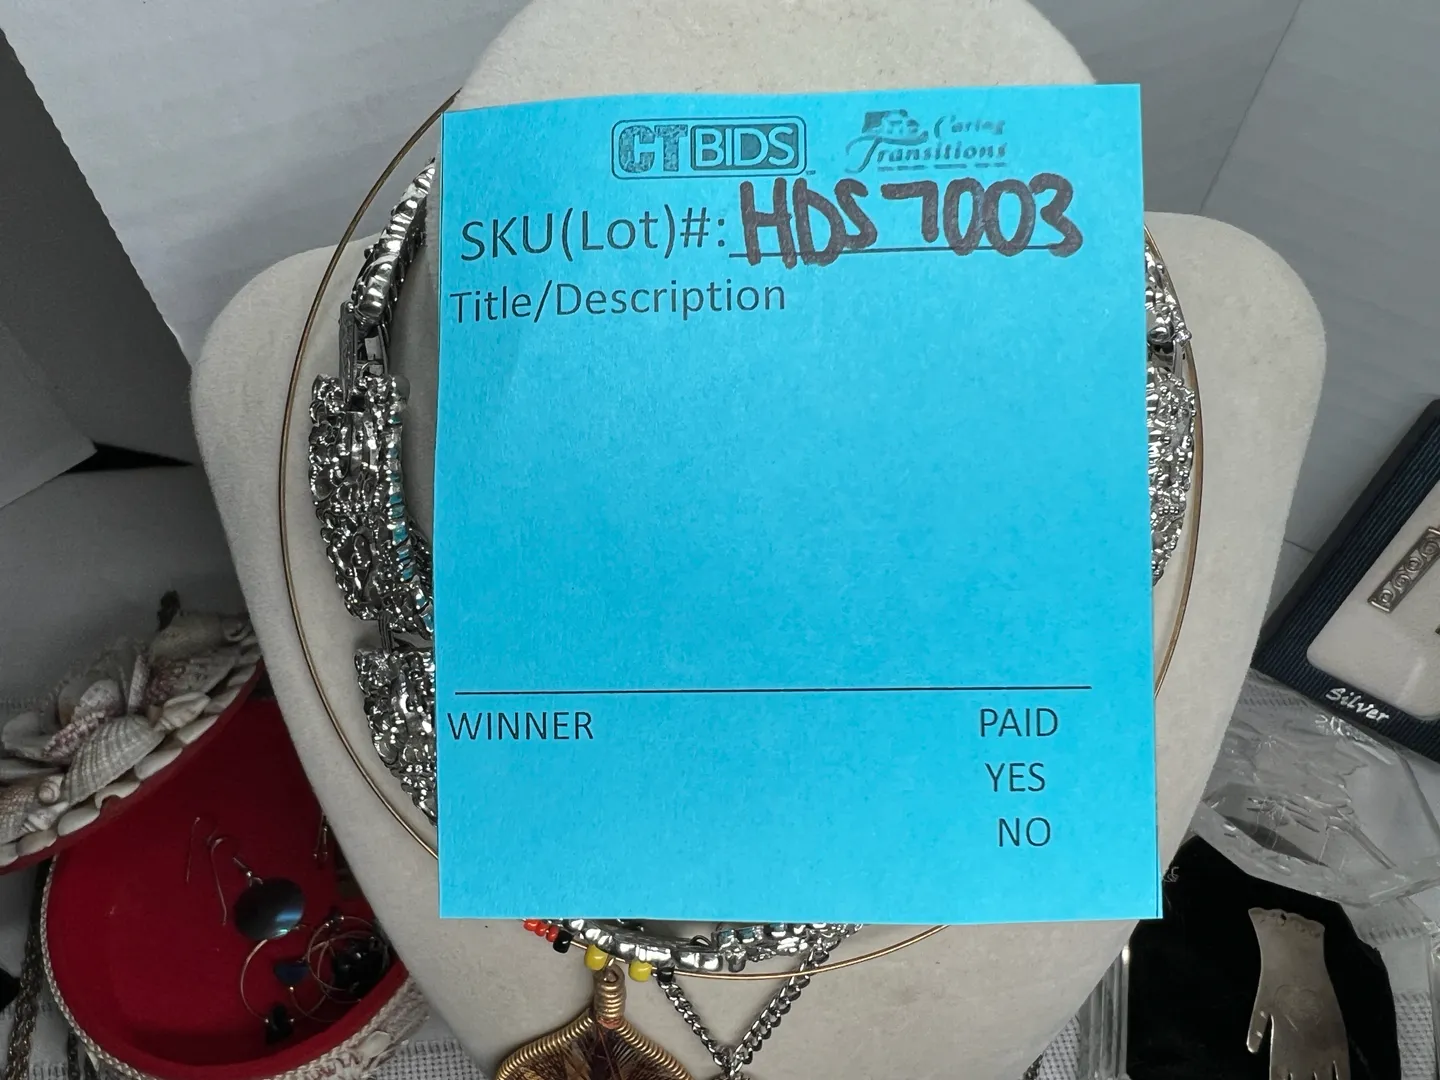 CTBIDS
Caring
Transitions
SKU(Lot)#: HDS7003
Title/Description
WINNER
PAID
YES
NO
Silver